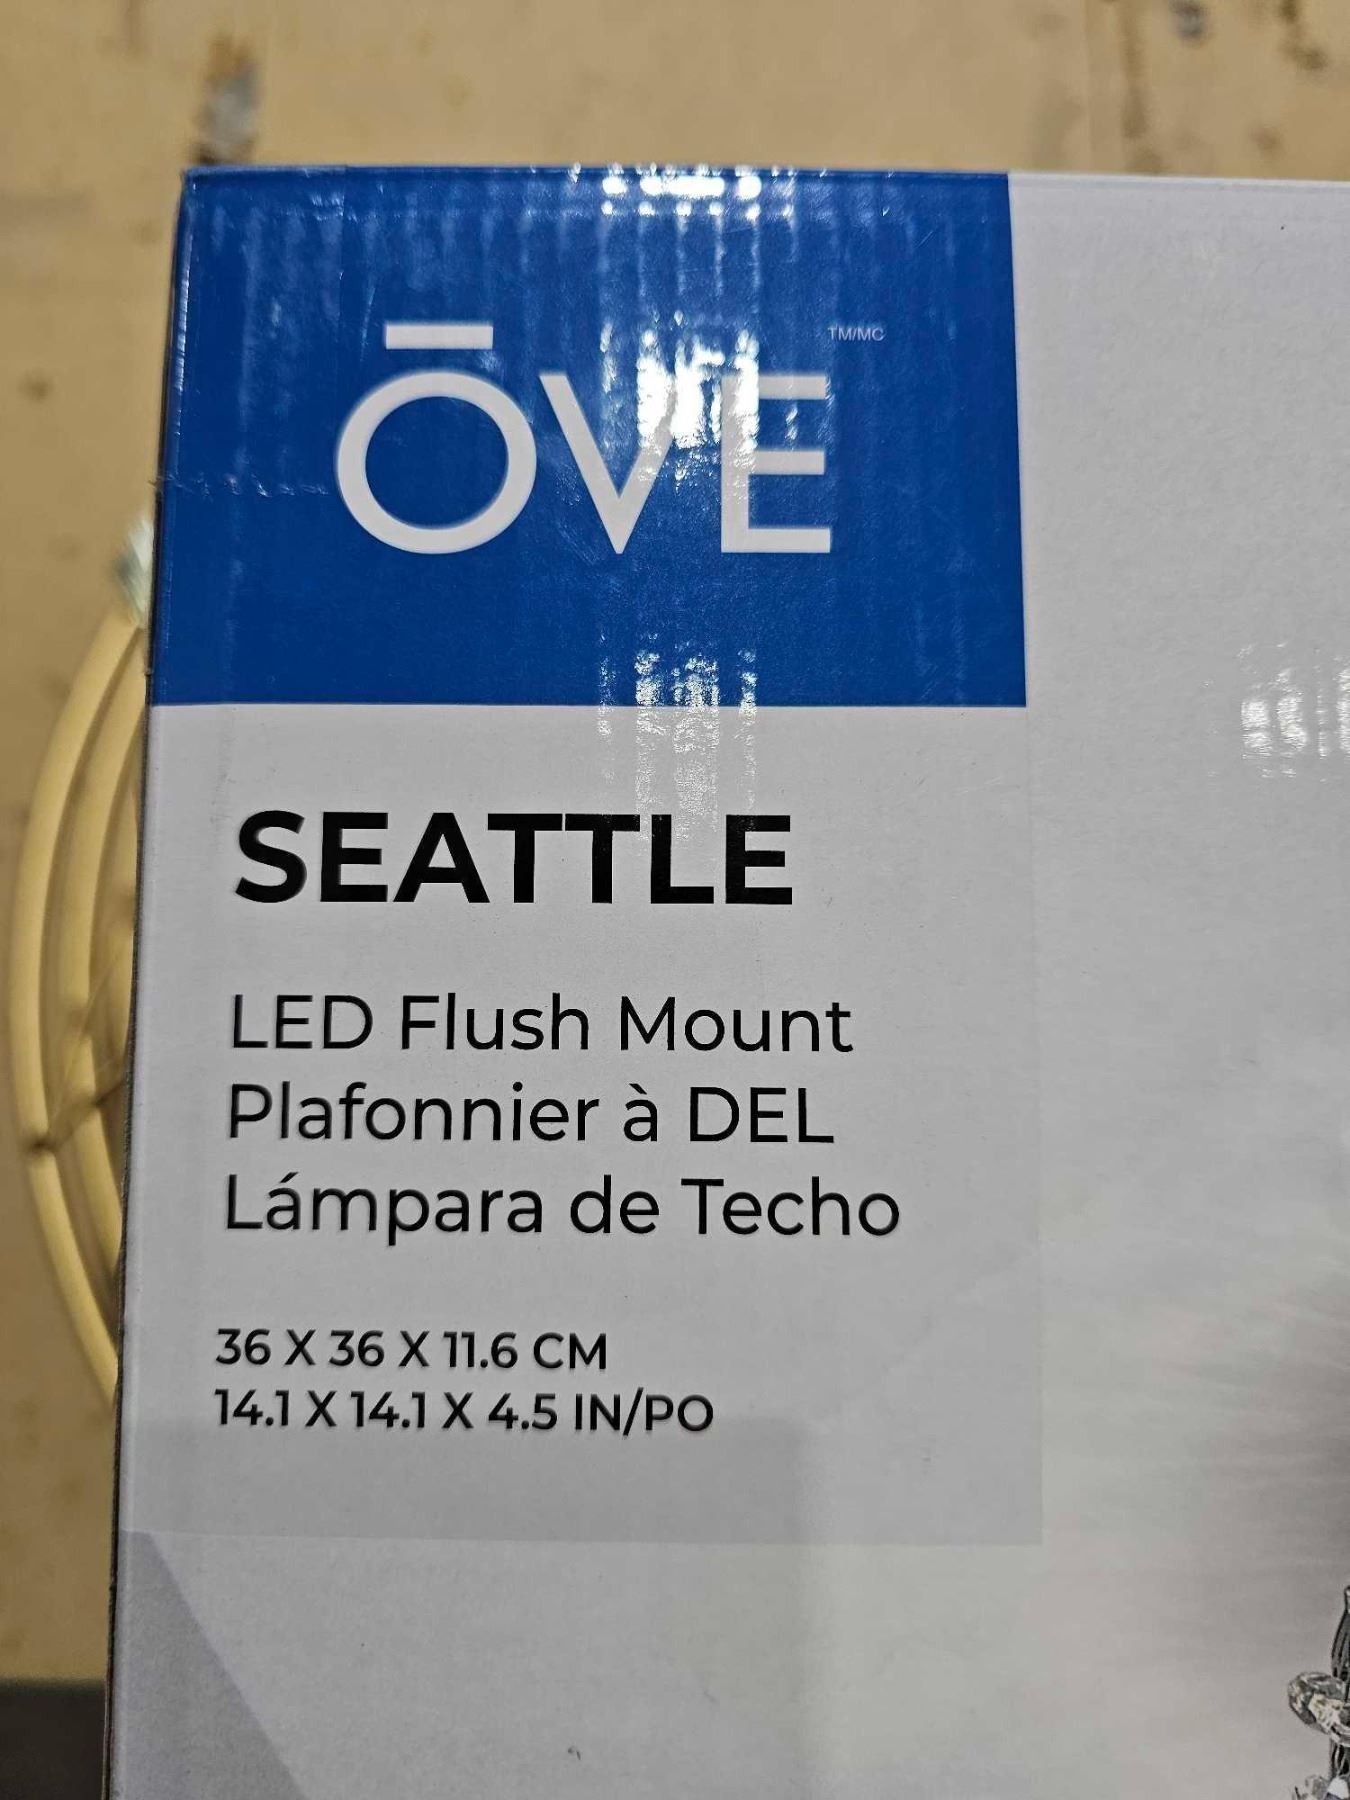 ŌVE TM/MC
SEATTLE
LED Flush Mount
Plafonnier à DEL
Lámpara de Techo
36 X 36 X 11.6 CM
14.1 X 14.1 X 4.5 IN/PO